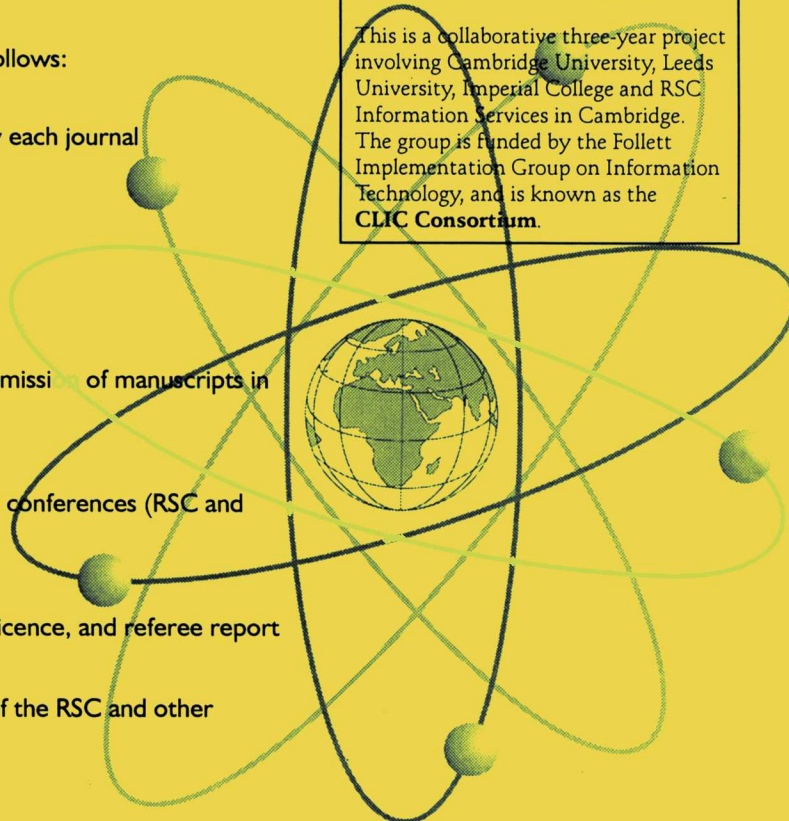 This is a collaborative three-year project
involving Cambridge University, Leeds
University, Imperial College and RSC
Information Services in Cambridge.
The group is funded by the Follett
Implementation Group on Information
Technology, and is known as the
CLIC Consortium.
ollows:
y each journal
mission of manuscripts in
conferences (RSC and
icence, and referee report
f the RSC and other